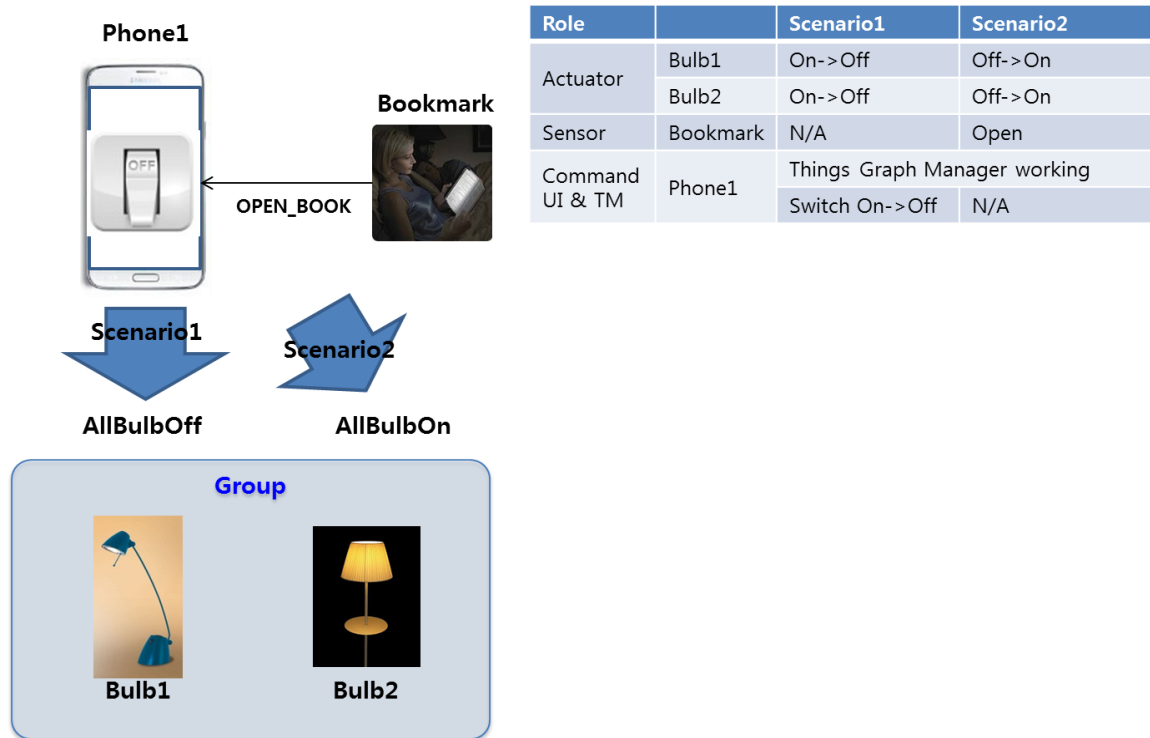 Phone1
OFF
Bookmark
OPEN_BOOK
Scenario1
Scenario2
AllBulbOff
AllBulbOn
Group
Bulb1
Bulb2
Role Scenario1 Scenario2
Actuator Bulb1 On->Off Off->On
Bulb2 On->Off Off->On
Sensor Bookmark N/A Open
Command UI & TM Phone1 Things Graph Manager working
Switch On->Off N/A